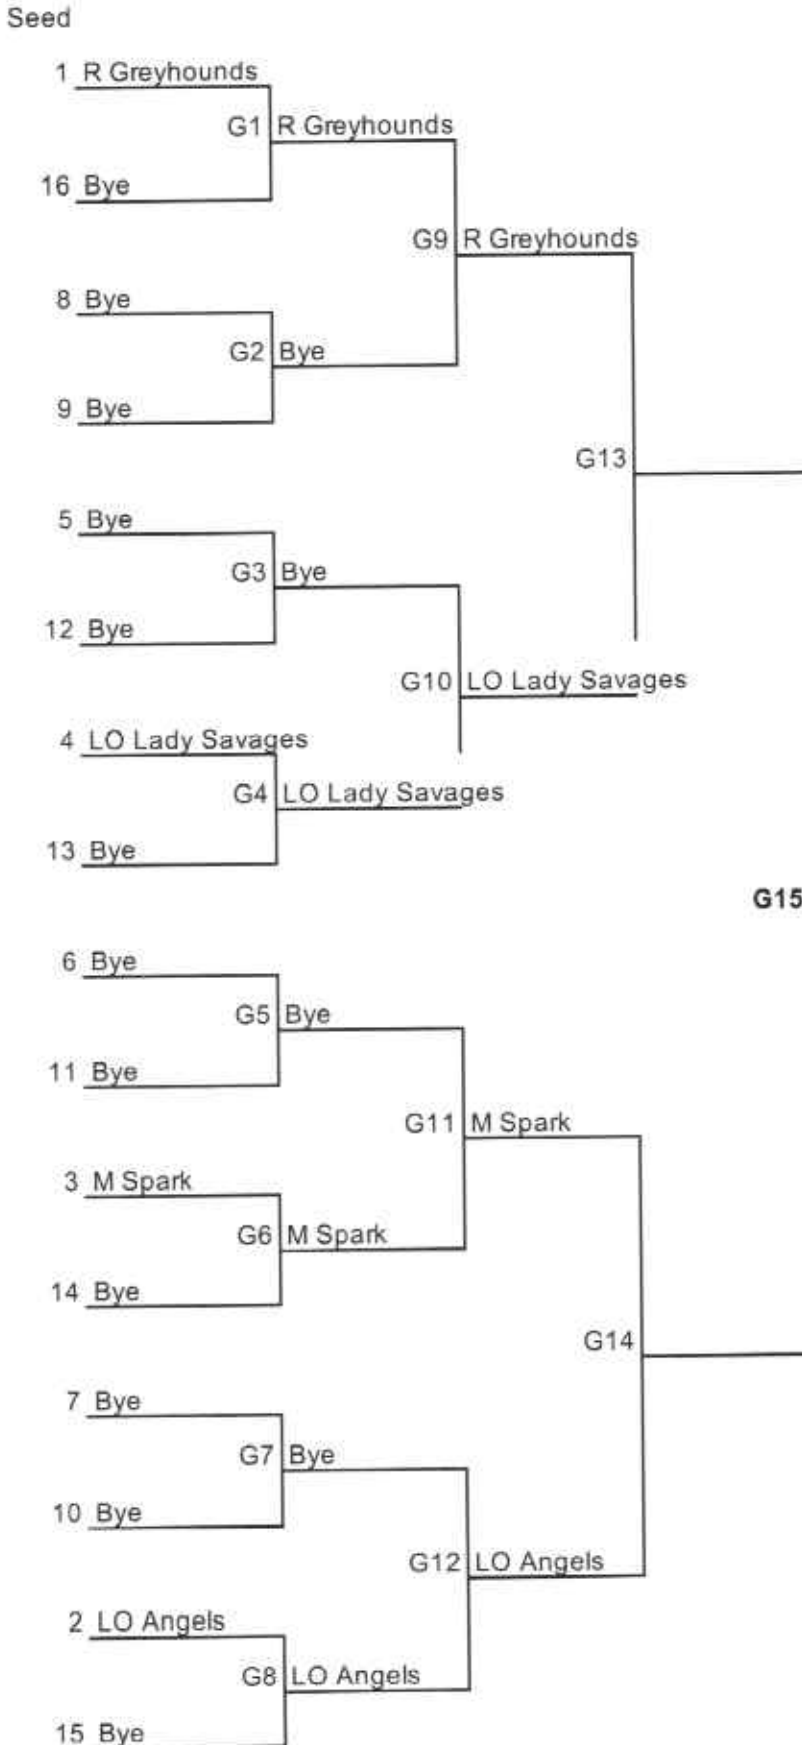 Seed
1 R Greyhounds
G1 R Greyhounds
16 Bye
G9 R Greyhounds
8 Bye
G2 Bye
9 Bye
G13
5 Bye
G3 Bye
12 Bye
G10 LO Lady Savages
4 LO Lady Savages
G4 LO Lady Savages
13 Bye
G15
6 Bye
G5 Bye
11 Bye
G11 M Spark
3 M Spark
G6 M Spark
14 Bye
G14
7 Bye
G7 Bye
10 Bye
G12 LO Angels
2 LO Angels
G8 LO Angels
15 Bye